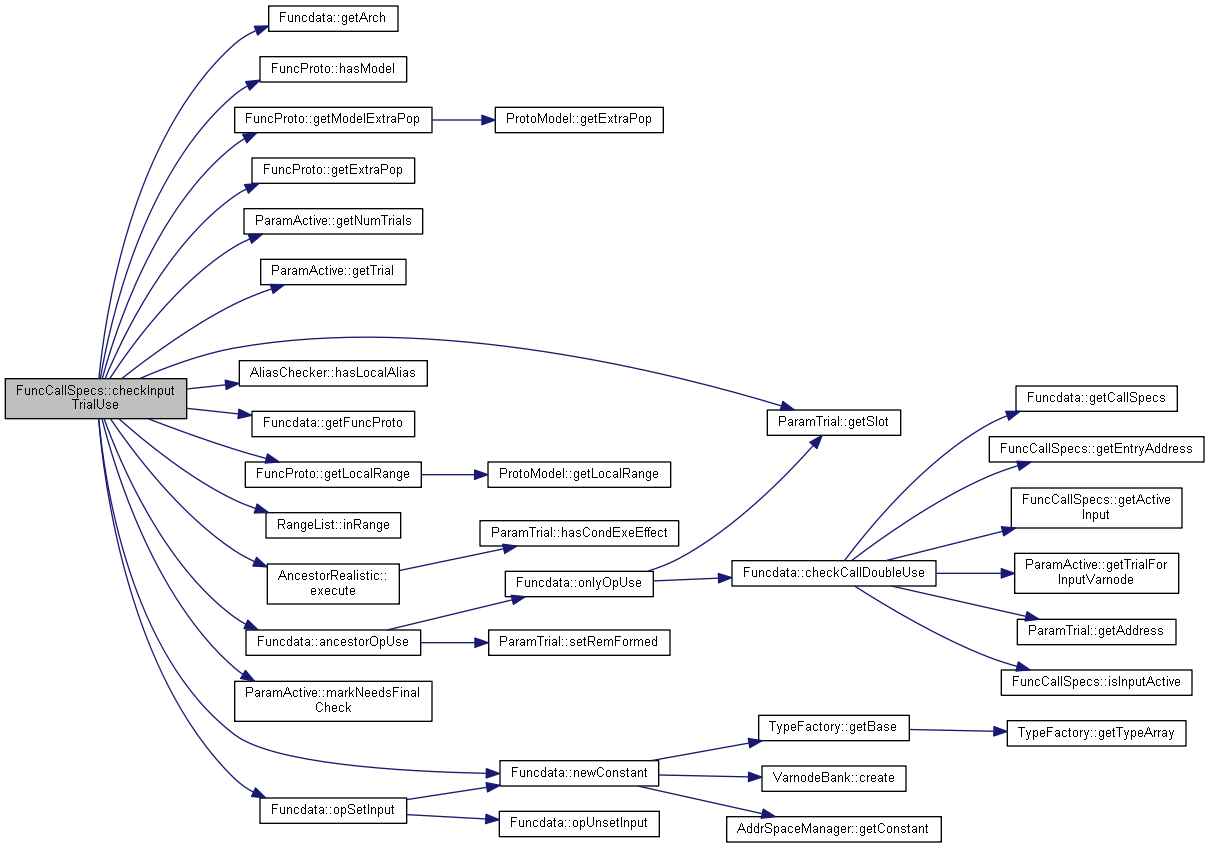 Funcdata::getArch
FuncProto::hasModel
FuncProto::getModelExtraPop
ProtoModel::getExtraPop
FuncProto::getExtraPop
ParamActive::getNumTrials
ParamActive::getTrial
FuncCallSpecs::checkInput
TrialUse
AliasChecker::hasLocalAlias
Funcdata::getFuncProto
ParamTrial::getSlot
FuncProto::getLocalRange
ProtoModel::getLocalRange
RangeList::inRange
AncestorRealistic::
execute
ParamTrial::hasCondExeEffect
Funcdata::onlyOpUse
Funcdata::checkCallDoubleUse
Funcdata::getCallSpecs
FuncCallSpecs::getEntryAddress
FuncCallSpecs::getActive
Input
ParamActive::getTrialFor
InputVarnode
ParamTrial::getAddress
FuncCallSpecs::isInputActive
Funcdata::ancestorOpUse
ParamTrial::setRemFormed
ParamActive::markNeedsFinal
Check
Funcdata::newConstant
TypeFactory::getBase
TypeFactory::getTypeArray
VarnodeBank::create
AddrSpaceManager::getConstant
Funcdata::opSetInput
Funcdata::opUnsetInput